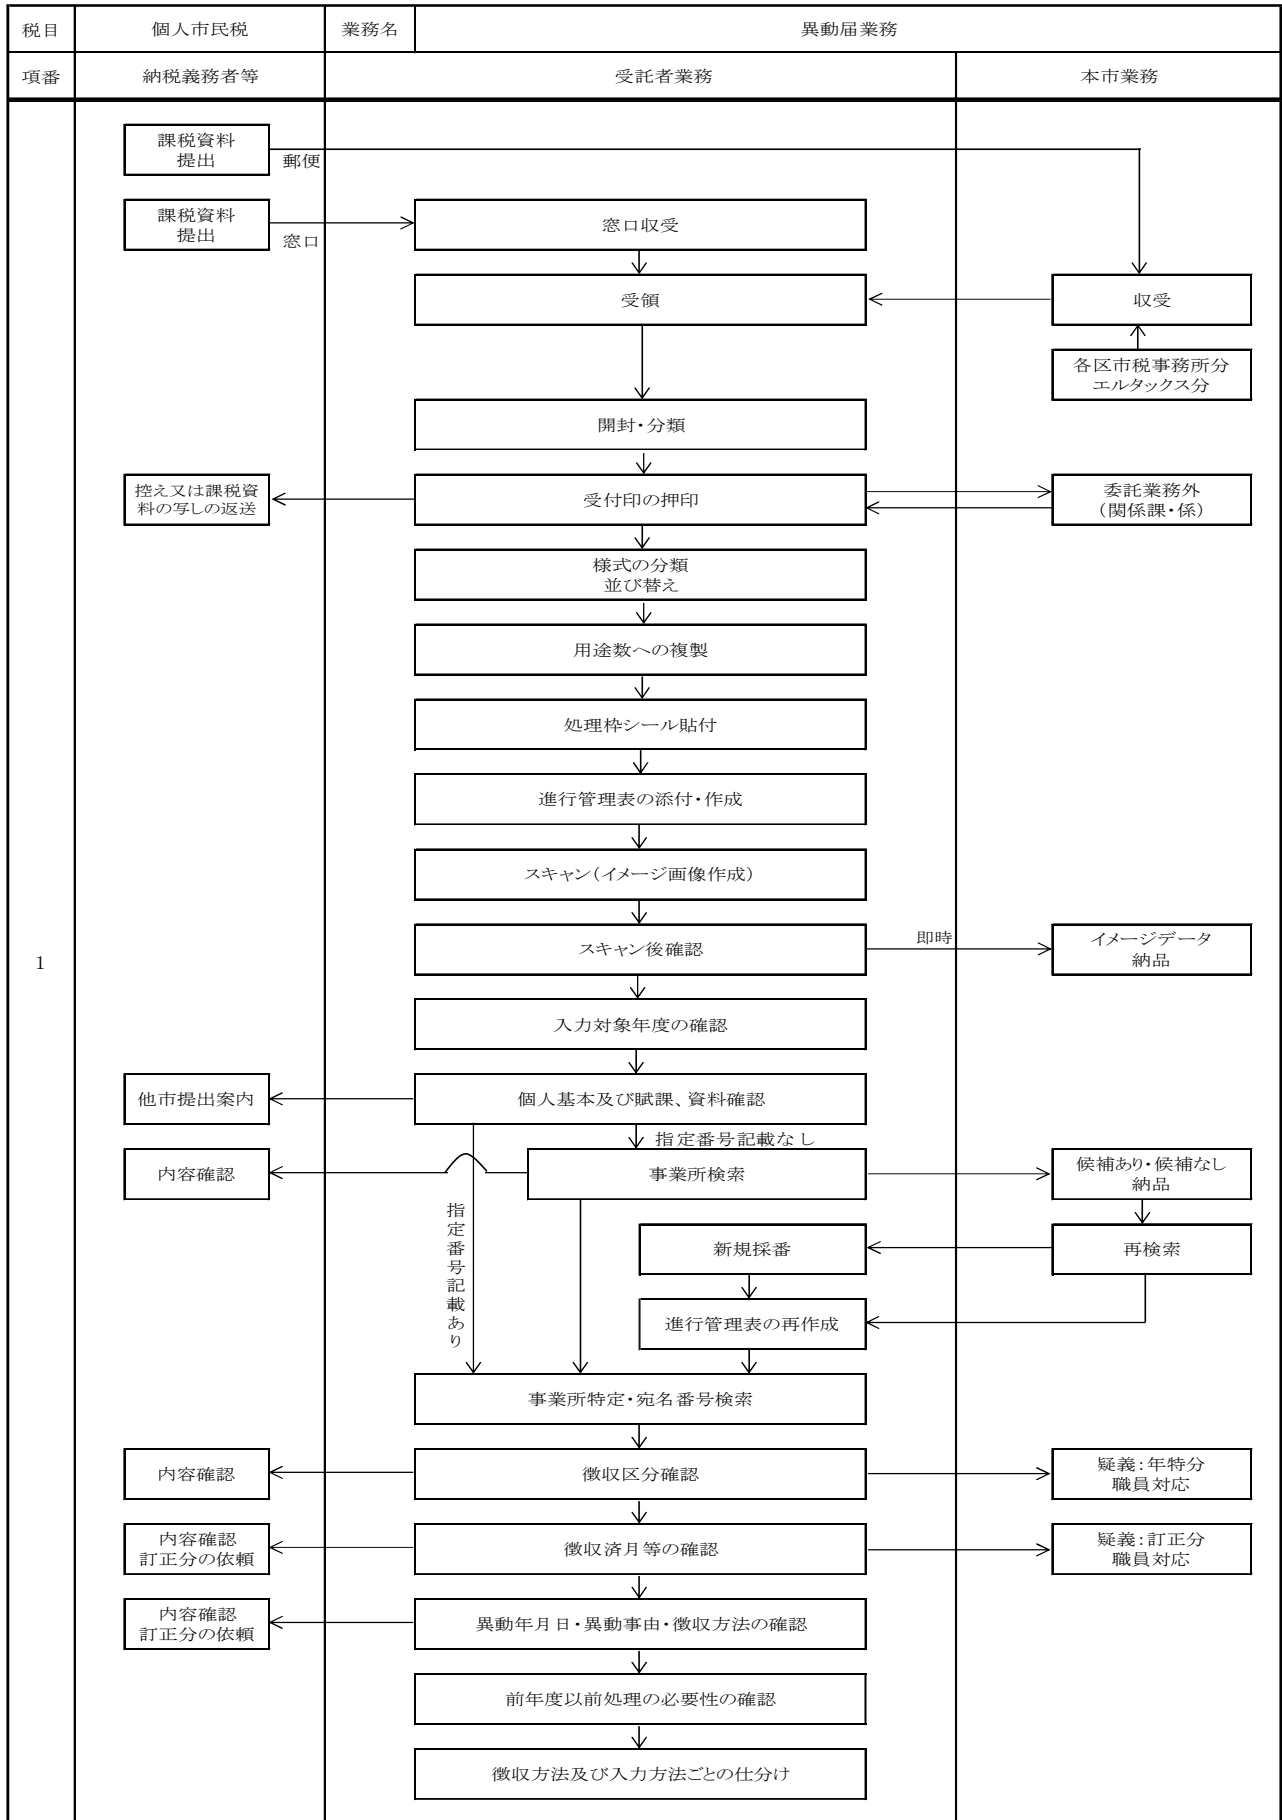 税目
個人市民税
業務名
異動届業務
項番
納税義務者等
受託者業務
本市業務
課税資料
提出
郵便
課税資料
提出
窓口
窓口収受
受領
収受
各区市税事務所分
エルタックス分
開封・分類
控え又は課税資
料の写しの返送
受付印の押印
委託業務外
（関係課・係）
様式の分類
並び替え
用途数への複製
処理枠シール貼付
進行管理表の添付・作成
スキャン（イメージ画像作成）
1
スキャン後確認
即時
イメージデータ
納品
入力対象年度の確認
他市提出案内
個人基本及び賦課、資料確認
指定番号記載なし
内容確認
事業所検索
候補あり・候補なし
納品
指定番号記載あり
新規採番
再検索
進行管理表の再作成
事業所特定・宛名番号検索
内容確認
徴収区分確認
疑義：年特分
職員対応
内容確認
訂正分の依頼
徴収済月等の確認
疑義：訂正分
職員対応
内容確認
訂正分の依頼
異動年月日・異動事由・徴収方法の確認
前年度以前処理の必要性の確認
徴収方法及び入力方法ごとの仕分け